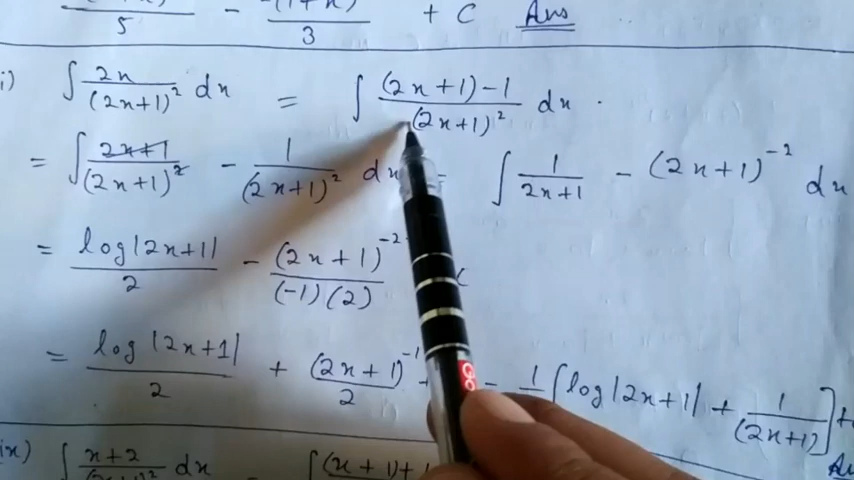 5 - 3 + C Ans
i) ∫ 2x/(2x+1)² dx = ∫ (2x+1)-1/(2x+1)² dx .
= ∫ 2x+1/(2x+1)² - 1/(2x+1)² dx = ∫ 1/2x+1 - (2x+1)⁻² dx
= log|2x+1|/2 - (2x+1)⁻²/(-1)(2)
= log|2x+1|/2 + (2x+1)⁻¹/2 + = 1/[log|2x+1| + 1/(2x+1)] +
Ans
ix) ∫ x+2 dx = ∫ (x+1)+1